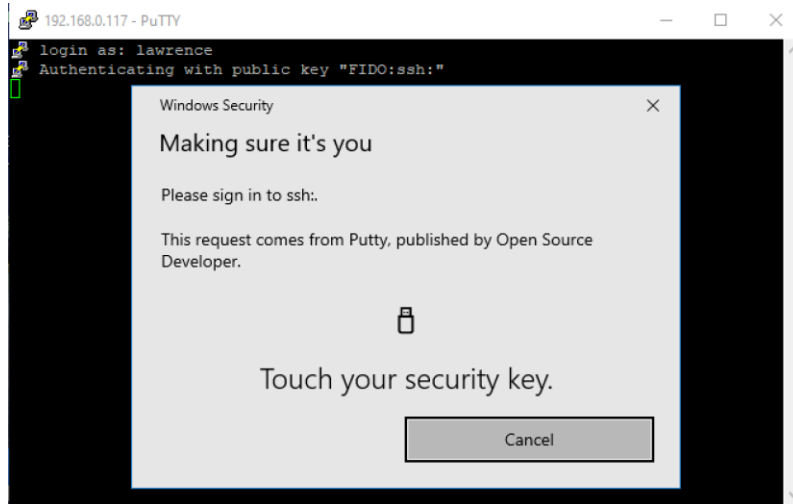 192.168.0.117 - PuTTY
login as: lawrence
Authenticating with public key "FIDO:ssh:"
Windows Security
Making sure it's you
Please sign in to ssh:.
This request comes from Putty, published by Open Source
Developer.
Touch your security key.
Cancel